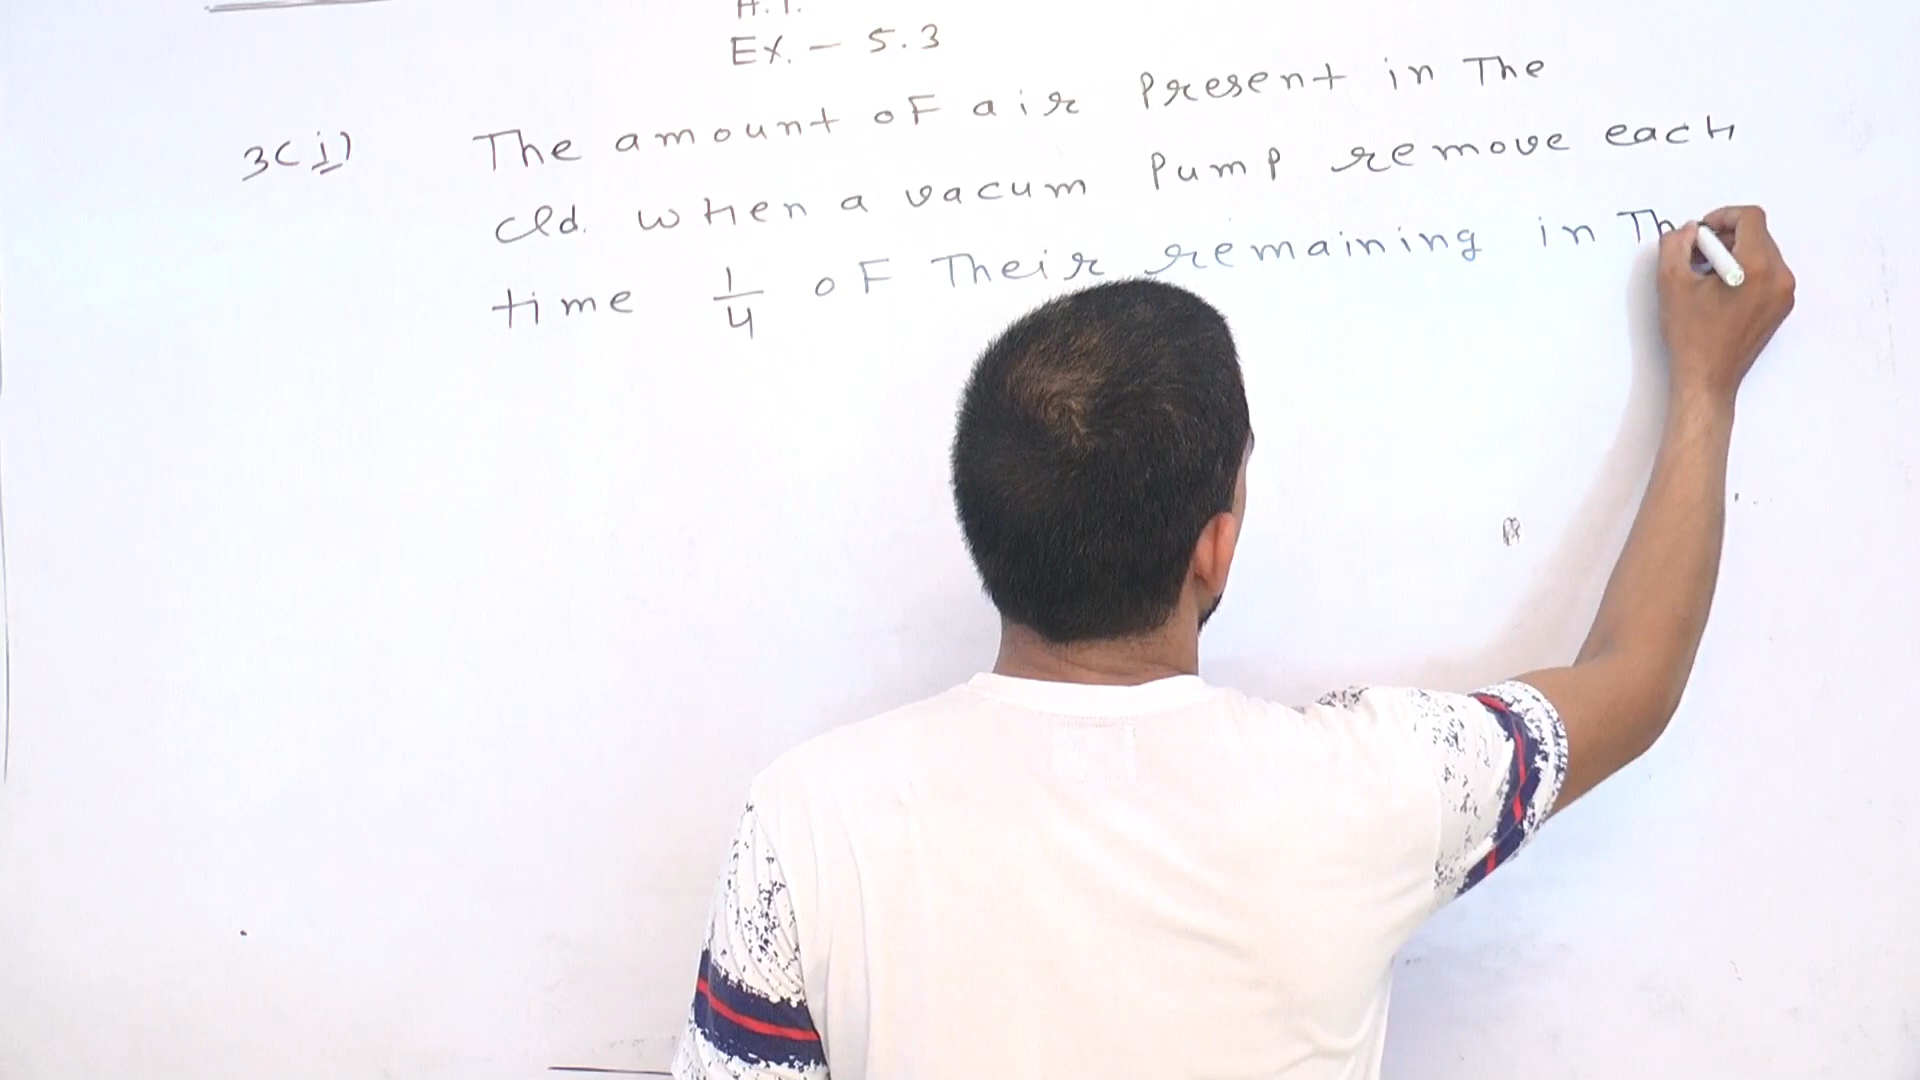 H.T.
EX. - 5.3
3(i) The amount of air Present in The
Cld. when a vacum Pump remove each
time 1/4 of Their remaining in Th